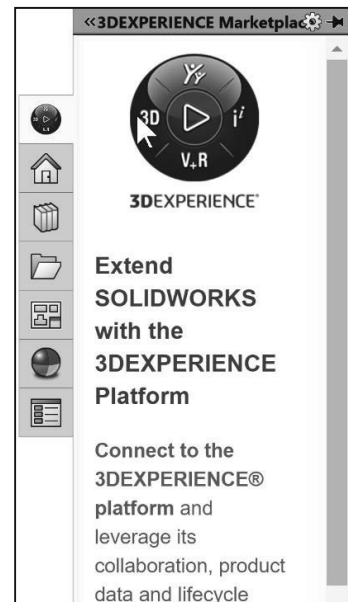 «3DEXPERIENCE Marketplac
3D
V+R
3DEXPERIENCE
Extend
SOLIDWORKS
with the
3DEXPERIENCE
Platform
Connect to the
3DEXPERIENCE®
platform and
leverage its
collaboration, product
data and lifecycle